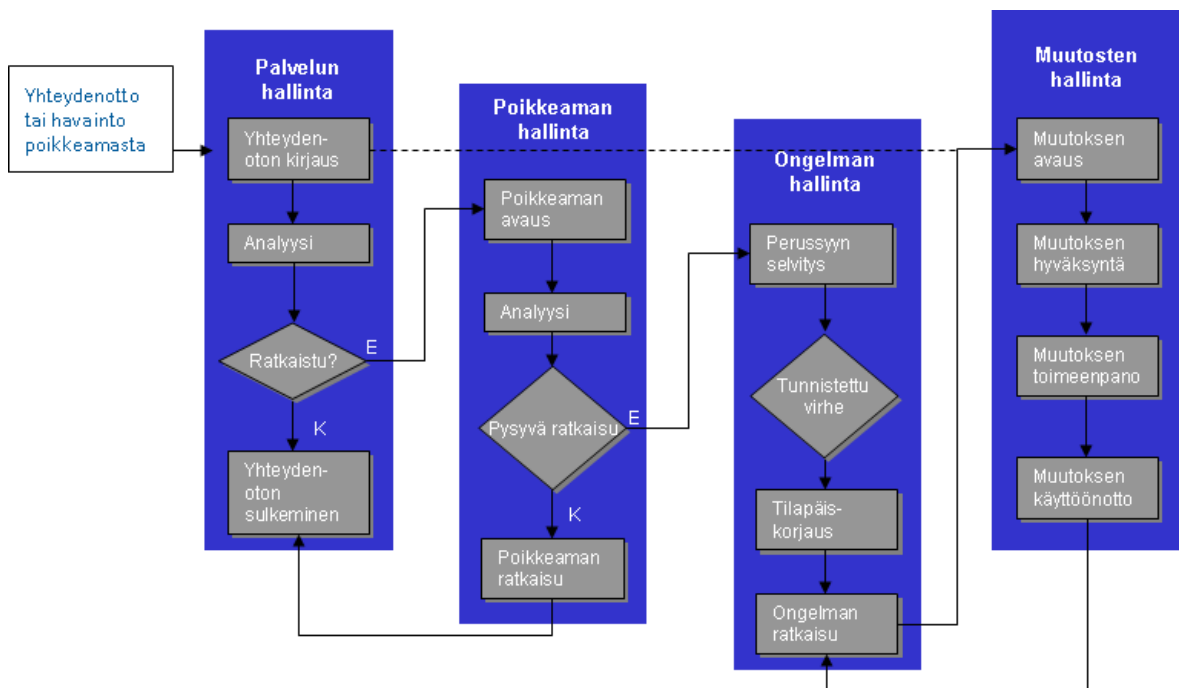 Yhteydenotto
tai havainto
poikkeamasta
Palvelun
hallinta
Yhteyden-
oton kirjaus
Analyysi
Ratkaistu?
E
K
Yhteyden-
oton
sulkeminen
Poikkeaman
hallinta
Poikkeaman
avaus
Analyysi
Pysyvä ratkaisu
E
K
Poikkeaman
ratkaisu
Ongelman
hallinta
Perussyyn
selvitys
Tunnistettu
virhe
Tilapäis-
korjaus
Ongelman
ratkaisu
Muutosten
hallinta
Muutoksen
avaus
Muutoksen
hyväksyntä
Muutoksen
toimeenpano
Muutoksen
käyttöönotto